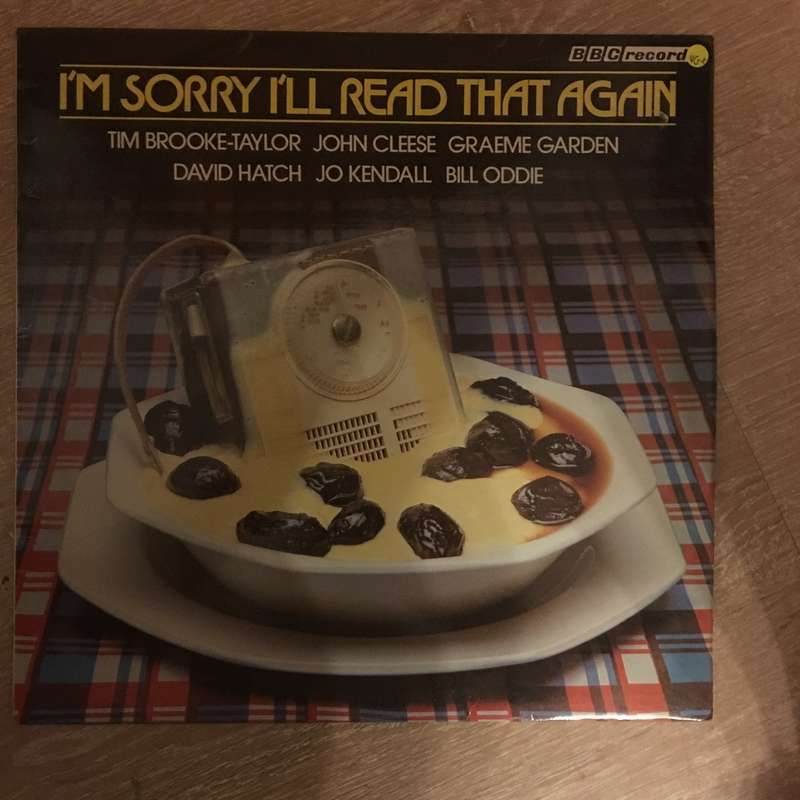 BBC record
I'M SORRY I'LL READ THAT AGAIN
TIM BROOKE-TAYLOR JOHN CLEESE GRAEME GARDEN
DAVID HATCH JO KENDALL BILL ODDIE